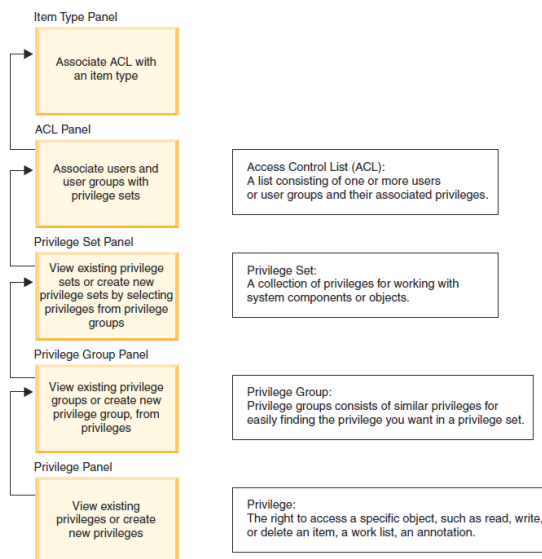 Item Type Panel
Associate ACL with
an item type
ACL Panel
Associate users and
user groups with
privilege sets
Access Control List (ACL):
A list consisting of one or more users
or user groups and their associated privileges.
Privilege Set Panel
View existing privilege
sets or create new
privilege sets by selecting
privileges from privilege
groups
Privilege Set:
A collection of privileges for working with
system components or objects.
Privilege Group Panel
View existing privilege
groups or create new
privilege group, from
privileges
Privilege Group:
Privilege groups consists of similar privileges for
easily finding the privilege you want in a privilege set.
Privilege Panel
View existing
privileges or create
new privileges
Privilege:
The right to access a specific object, such as read, write,
or delete an item, a work list, an annotation.